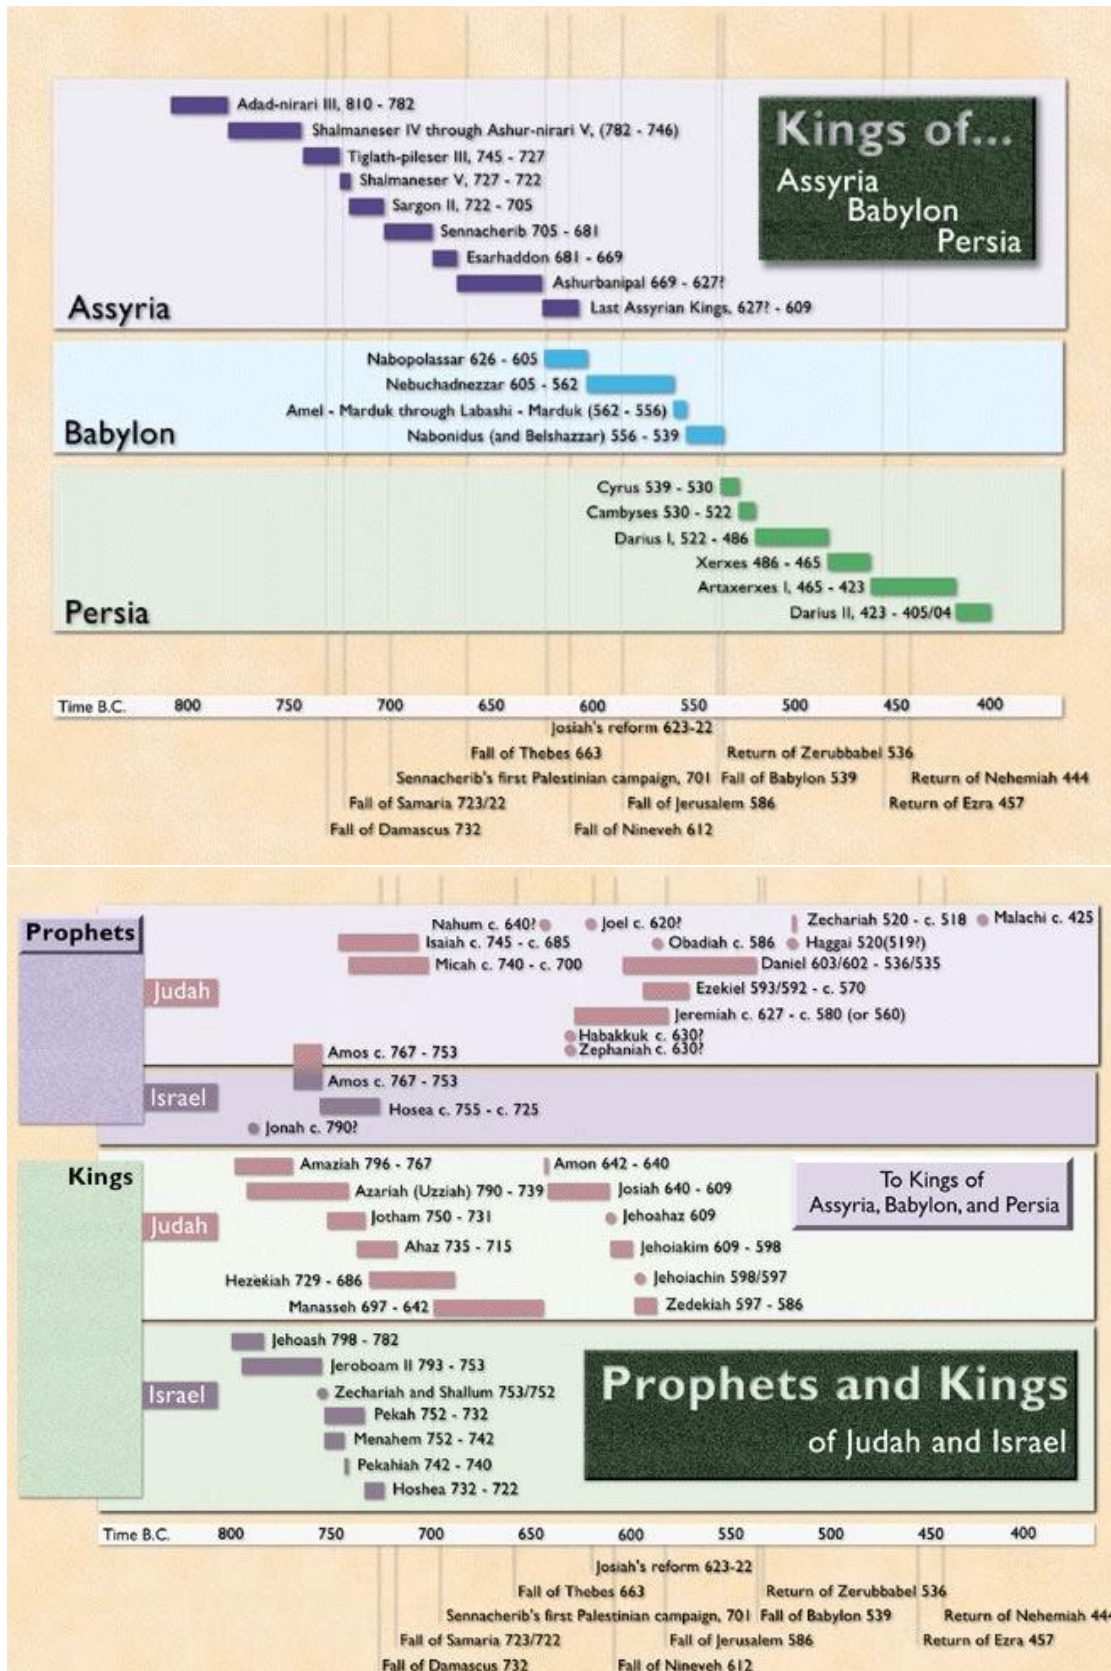 Kings of...
Assyria
Babylon
Persia
Adad-nirari III, 810 - 782
Shalmaneser IV through Ashur-nirari V, (782 - 746)
Tiglath-pileser III, 745 - 727
Shalmaneser V, 727 - 722
Sargon II, 722 - 705
Sennacherib 705 - 681
Esarhaddon 681 - 669
Ashurbanipal 669 - 627?
Last Assyrian Kings, 627? - 609
Assyria
Nabopolassar 626 - 605
Nebuchadnezzar 605 - 562
Amel - Marduk through Labashi - Marduk (562 - 556)
Nabonidus (and Belshazzar) 556 - 539
Babylon
Cyrus 539 - 530
Cambyses 530 - 522
Darius I, 522 - 486
Xerxes 486 - 465
Artaxerxes I, 465 - 423
Darius II, 423 - 405/04
Persia
Time B.C. 800 750 700 650 600 550 500 450 400
Josiah's reform 623-22
Fall of Thebes 663 Return of Zerubbabel 536
Sennacherib's first Palestinian campaign, 701 Fall of Babylon 539 Return of Nehemiah 444
Fall of Samaria 723/22 Fall of Jerusalem 586 Return of Ezra 457
Fall of Damascus 732 Fall of Nineveh 612
Prophets
Judah
Nahum c. 640? Joel c. 620? Zechariah 520 - c. 518 Malachi c. 425
Isaiah c. 745 - c. 685 Obadiah c. 586 Haggai 520(519?)
Micah c. 740 - c. 700 Daniel 603/602 - 536/535
Ezekiel 593/592 - c. 570
Jeremiah c. 627 - c. 580 (or 560)
Habakkuk c. 630?
Zephaniah c. 630?
Amos c. 767 - 753
Israel
Amos c. 767 - 753
Hosea c. 755 - c. 725
Jonah c. 790?
Kings
Judah
Amaziah 796 - 767 Amon 642 - 640
Azariah (Uzziah) 790 - 739 Josiah 640 - 609
Jotham 750 - 731 Jehoahaz 609
Ahaz 735 - 715 Jehoiakim 609 - 598
Hezekiah 729 - 686 Jehoiachin 598/597
Manasseh 697 - 642 Zedekiah 597 - 586
To Kings of
Assyria, Babylon, and Persia
Israel
Jehoash 798 - 782
Jeroboam II 793 - 753
Zechariah and Shallum 753/752
Pekah 752 - 732
Menahem 752 - 742
Pekahiah 742 - 740
Hoshea 732 - 722
Prophets and Kings
of Judah and Israel
Time B.C. 800 750 700 650 600 550 500 450 400
Josiah's reform 623-22
Fall of Thebes 663 Return of Zerubbabel 536
Sennacherib's first Palestinian campaign, 701 Fall of Babylon 539 Return of Nehemiah 444
Fall of Samaria 723/722 Fall of Jerusalem 586 Return of Ezra 457
Fall of Damascus 732 Fall of Nineveh 612